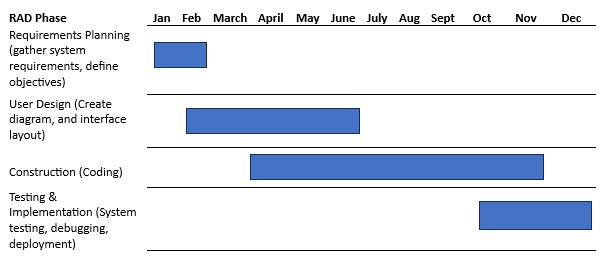 RAD Phase Jan Feb March April May June July Aug Sept Oct Nov Dec
Requirements Planning
(gather system
requirements, define
objectives)
User Design (Create
diagram, and interface
layout)
Construction (Coding)
Testing &
Implementation (System
testing, debugging,
deployment)